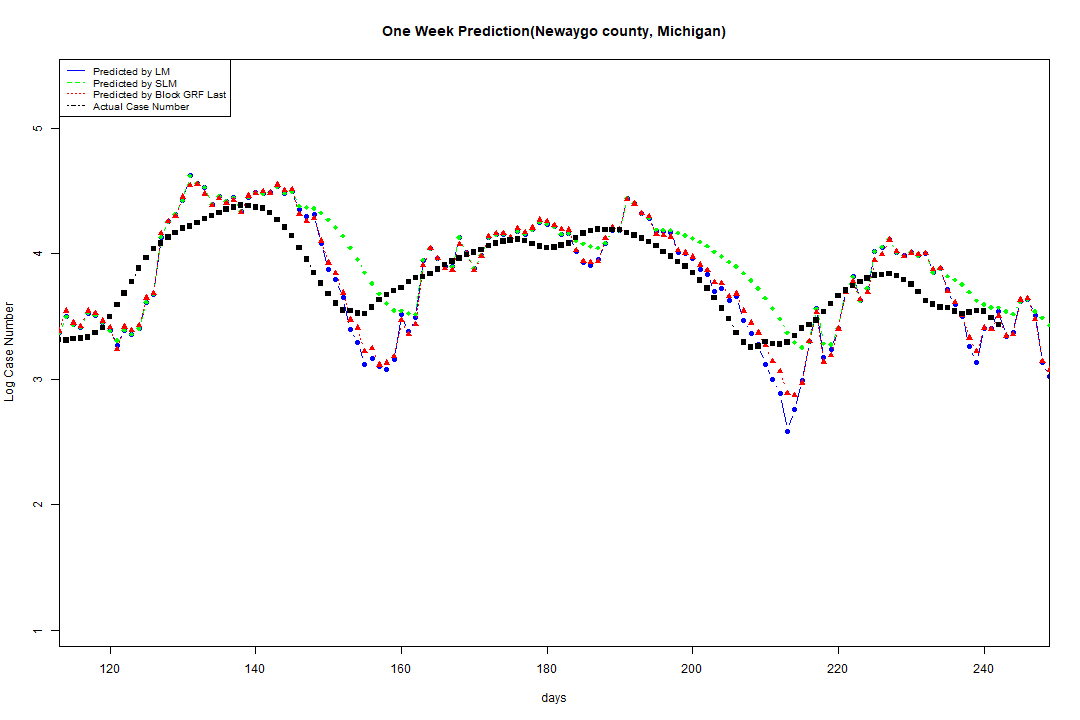 One Week Prediction(Newaygo county, Michigan)
Predicted by LM
Predicted by SLM
Predicted by Block GRF Last
Actual Case Number
5
4
3
2
1
Log Case Number
120 140 160 180 200 220 240
days